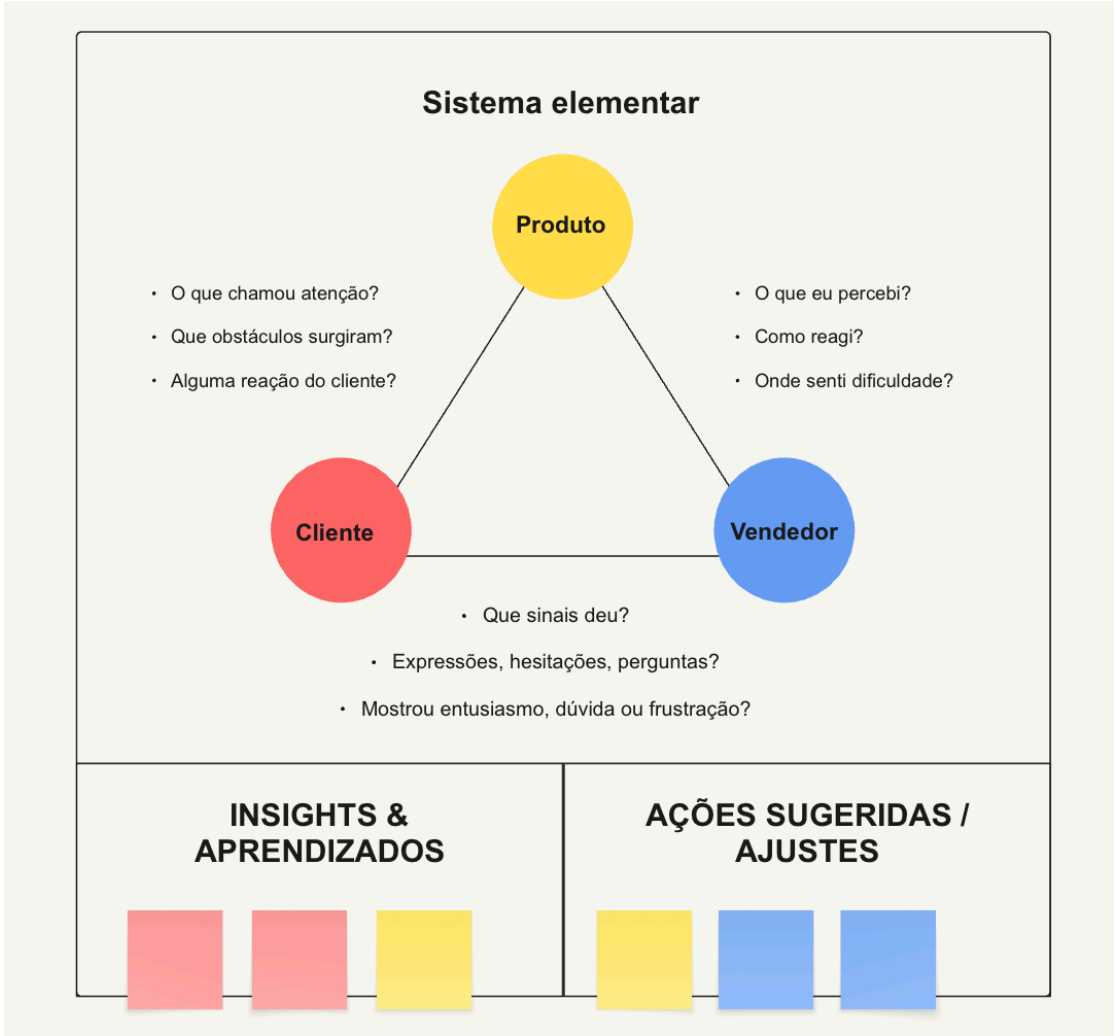 Sistema elementar
Produto
• O que chamou atenção?
• Que obstáculos surgiram?
• Alguma reação do cliente?
• O que eu percebi?
• Como reagi?
• Onde senti dificuldade?
Cliente
Vendedor
• Que sinais deu?
• Expressões, hesitações, perguntas?
• Mostrou entusiasmo, dúvida ou frustração?
INSIGHTS &
APRENDIZADOS
AÇÕES SUGERIDAS /
AJUSTES